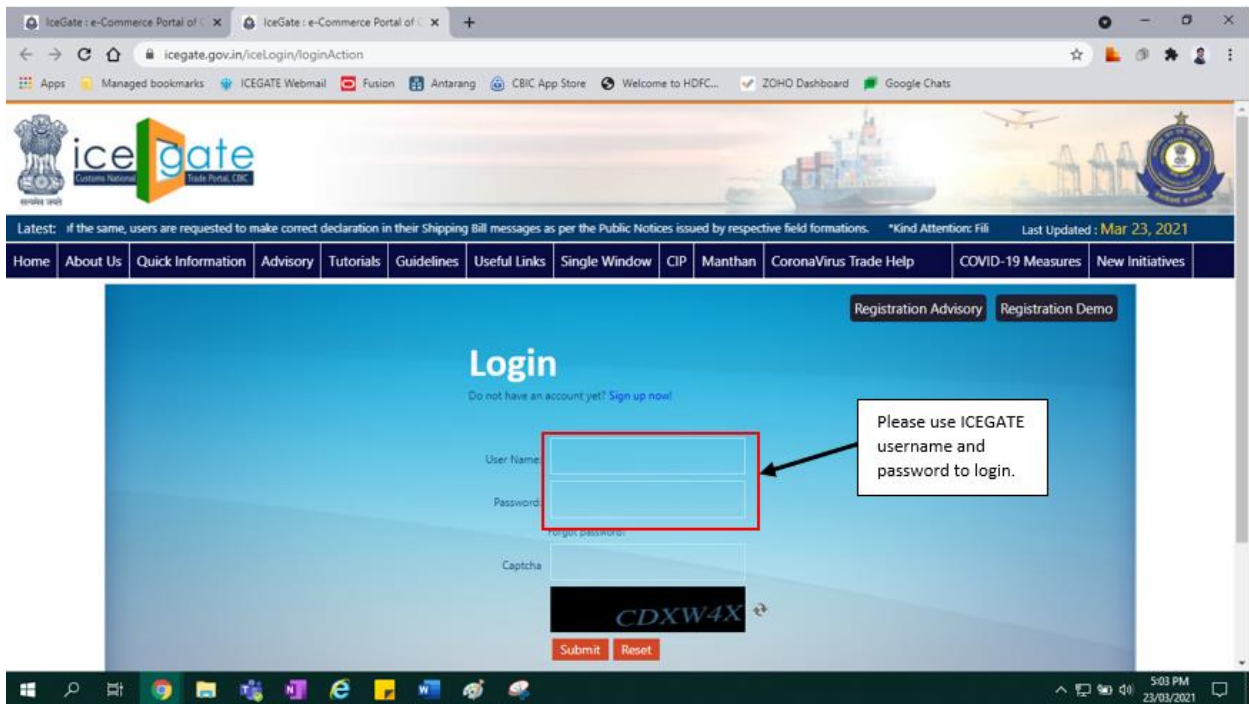 IceGate : e-Commerce Portal of C
IceGate : e-Commerce Portal of C
icegate.gov.in/iceLogin/loginAction
Apps Managed bookmarks ICEGATE Webmail Fusion Antarang CBIC App Store Welcome to HDFC... ZOHO Dashboard Google Chats
सत्यमेव जयते
ice gate
Customs National Trade Portal, CBIC
Latest: of the same, users are requested to make correct declaration in their Shipping Bill messages as per the Public Notices issued by respective field formations. *Kind Attention: Fili Last Updated : Mar 23, 2021
Home About Us Quick Information Advisory Tutorials Guidelines Useful Links Single Window CIP Manthan CoronaVirus Trade Help COVID-19 Measures New Initiatives
Registration Advisory Registration Demo
Login
Do not have an account yet? Sign up now!
Please use ICEGATE
username and
password to login.
User Name:
Password:
Forgot password?
Captcha
CDXW4X
Submit Reset
5:03 PM
23/03/2021